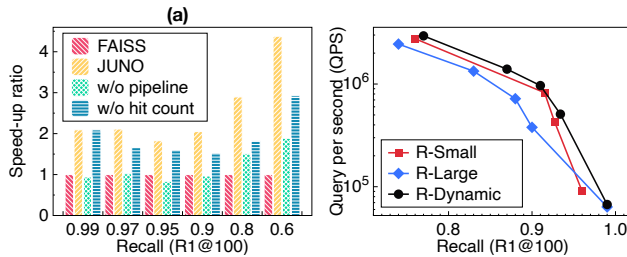 (a)
Speed-up ratio
4
3
2
1
0
FAISS
JUNO
w/o pipeline
w/o hit count
0.99 0.97 0.95 0.9 0.8 0.6
Recall (R1@100)
Query per second (QPS)
10^6
10^5
R-Small
R-Large
R-Dynamic
0.8 0.9 1.0
Recall (R1@100)